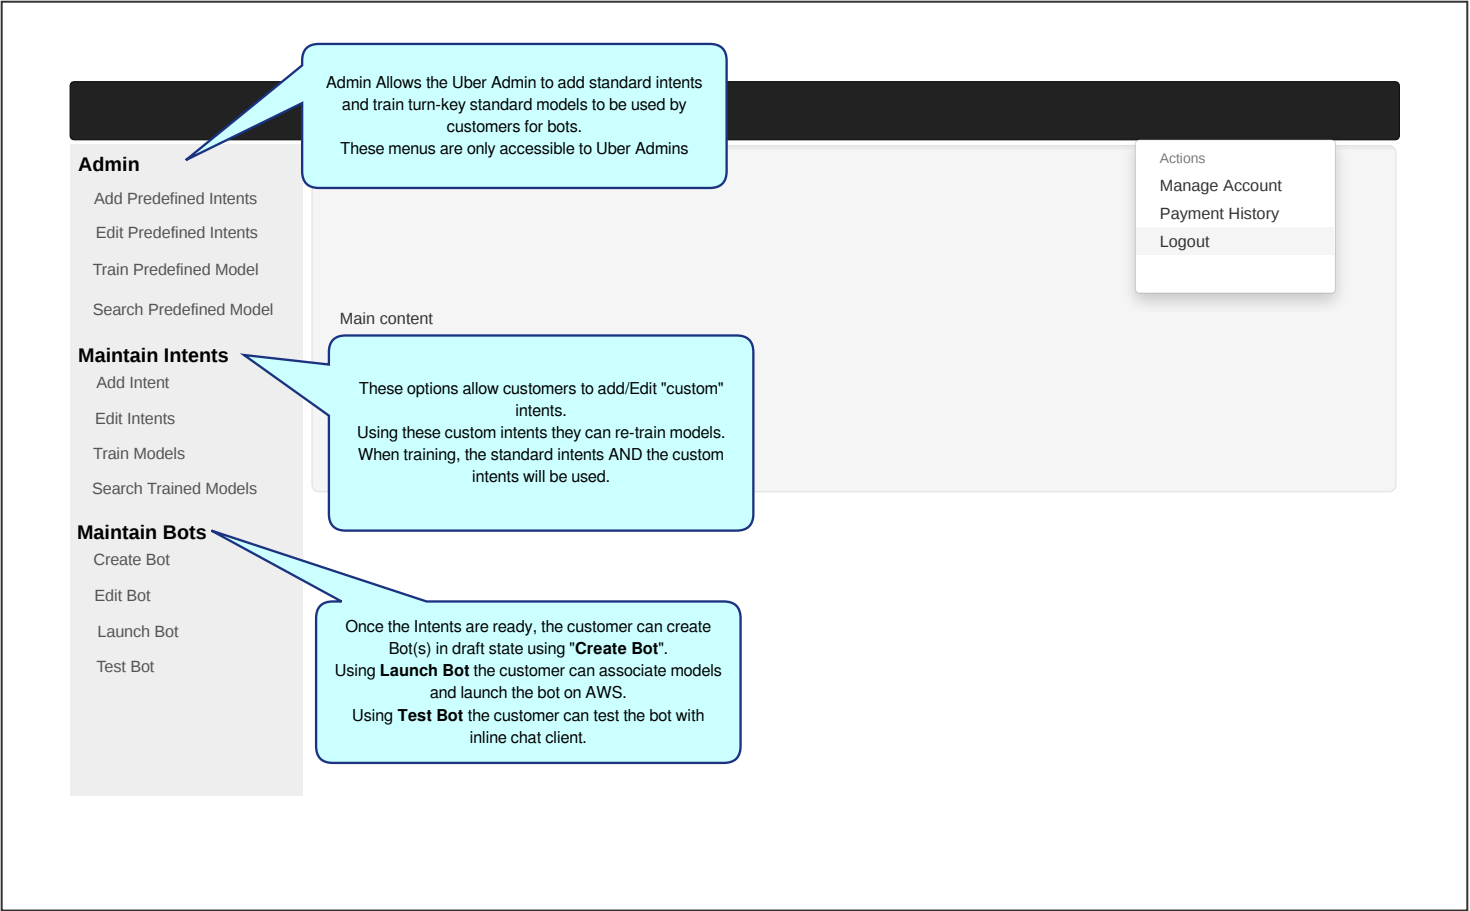 Admin Allows the Uber Admin to add standard intents
and train turn-key standard models to be used by
customers for bots.
These menus are only accessible to Uber Admins
Admin
Add Predefined Intents
Edit Predefined Intents
Train Predefined Model
Search Predefined Model
Actions
Manage Account
Payment History
Logout
Main content
Maintain Intents
Add Intent
Edit Intents
Train Models
Search Trained Models
These options allow customers to add/Edit "custom"
intents.
Using these custom intents they can re-train models.
When training, the standard intents AND the custom
intents will be used.
Maintain Bots
Create Bot
Edit Bot
Launch Bot
Test Bot
Once the Intents are ready, the customer can create
Bot(s) in draft state using "Create Bot".
Using Launch Bot the customer can associate models
and launch the bot on AWS.
Using Test Bot the customer can test the bot with
inline chat client.